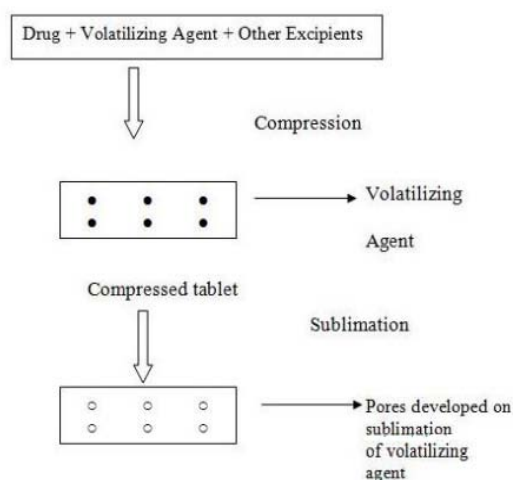 Drug + Volatilizing Agent + Other Excipients
Compression
Volatilizing
Agent
Compressed tablet
Sublimation
Pores developed on
sublimation
of volatilizing
agent